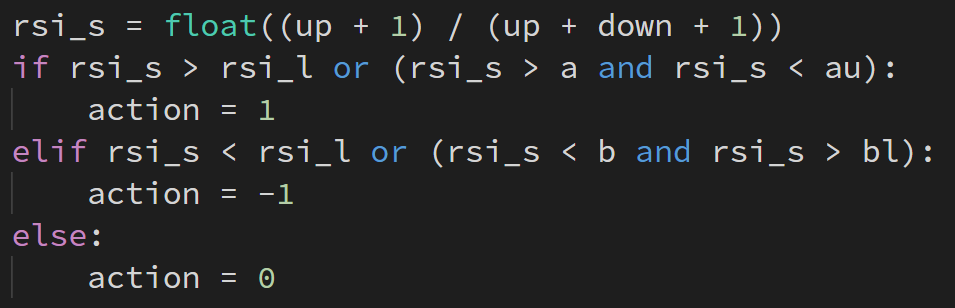 rsi_s = float((up + 1) / (up + down + 1))
if rsi_s > rsi_l or (rsi_s > a and rsi_s < au):
    action = 1
elif rsi_s < rsi_l or (rsi_s < b and rsi_s > bl):
    action = -1
else:
    action = 0